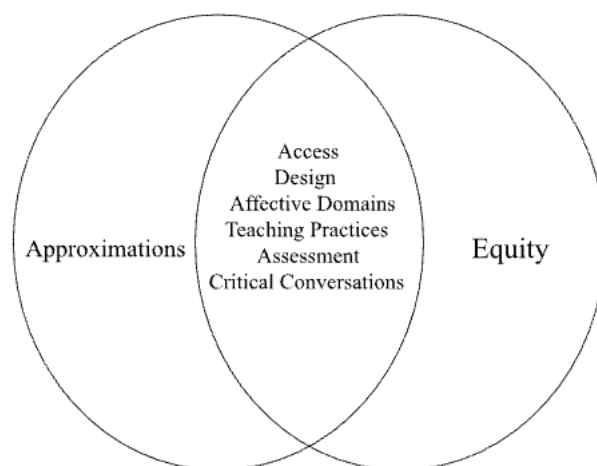 Access
Design
Affective Domains
Teaching Practices
Assessment
Critical Conversations
Approximations
Equity